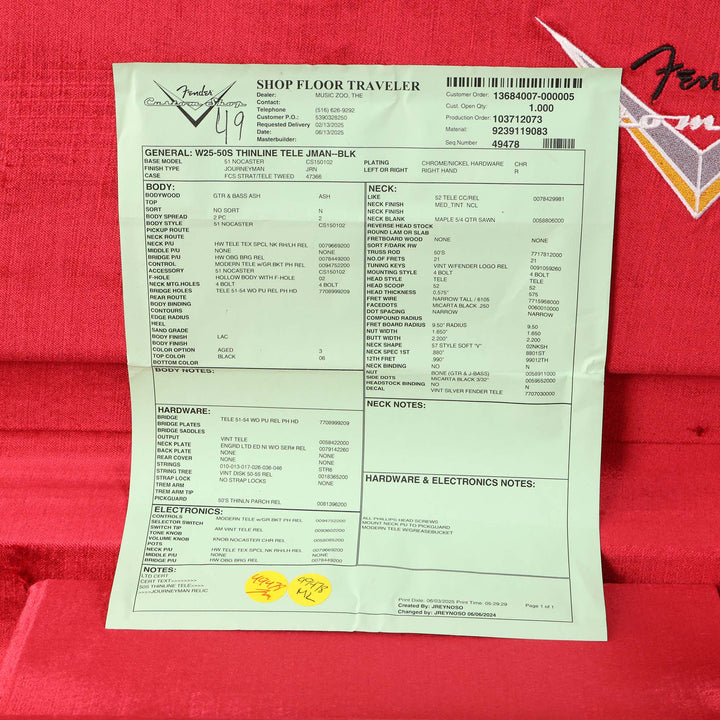 Fender
Custom Shop
49
SHOP FLOOR TRAVELER
Dealer: MUSIC ZOO, THE
Contact:
Telephone (516) 626-9292
Customer P.O.: 5390328250
Requested Delivery 02/13/2025
Date: 06/13/2025
Masterbuilder:
Customer Order: 13684007-000005
Cust. Open Qty: 1.000
Production Order: 103712073
Material: 9239119083
Seq.Number 49478
GENERAL: W25-50S THINLINE TELE JMAN--BLK
BASE MODEL 51 NOCASTER CS150102 PLATING CHROME/NICKEL HARDWARE CHR
FINISH TYPE JOURNEYMAN JRN LEFT OR RIGHT RIGHT HAND R
CASE FCS STRAT/TELE TWEED 47366
BODY:
BODYWOOD GTR & BASS ASH ASH
TOP
SORT NO SORT N
BODY SPREAD 2 PC 2
BODY STYLE 51 NOCASTER CS150102
PICKUP ROUTE
NECK ROUTE
NECK P/U HW TELE TEX SPCL NK RH/LH REL 0079669200
MIDDLE P/U NONE NONE
BRIDGE P/U HW OBG BRG REL 0078449200
CONTROL MODERN TELE w/GR.BKT PH REL 0094752200
ACCESSORY 51 NOCASTER CS150102
F-HOLE HOLLOW BODY WITH F-HOLE 02
NECK MTG.HOLES 4 BOLT 4 BOLT
BRIDGE HOLES TELE 51-54 WO PU REL PH HD 7708999209
REAR ROUTE
BODY BINDING
CONTOURS
EDGE RADIUS
HEEL
SAND GRADE
BODY FINISH LAC
BODY FINISH
COLOR OPTION AGED 3
TOP COLOR BLACK 06
BOTTOM COLOR
BODY NOTES:
HARDWARE:
BRIDGE TELE 51-54 WO PU REL PH HD 7708999209
BRIDGE PLATES
BRIDGE SADDLES
OUTPUT VINT TELE 0058422000
NECK PLATE ENGRD LTD ED NI W/O SER# REL 0079142260
BACK PLATE NONE NONE
REAR COVER NONE NONE
STRINGS 010-013-017-026-036-046 STR6
STRING TREE VINT DISK 50-55 REL 0018365200
STRAP LOCK NO STRAP LOCKS NONE
TREM ARM
TREM ARM TIP
PICKGUARD 50'S THINLN PARCH REL 0081396200
ELECTRONICS:
CONTROLS MODERN TELE w/GR.BKT PH REL 0094752200
SELECTOR SWITCH
SWITCH TIP AM VINT TELE REL 0093602200
TONE KNOB
VOLUME KNOB KNOB NOCASTER CHR REL 0058085200
POTS
NECK P/U HW TELE TEX SPCL NK RH/LH REL 0079669200
MIDDLE P/U NONE NONE
BRIDGE P/U HW OBG BRG REL 0078449200
NOTES:
LTD CERT
CERT TEXT>>>>>
50S THINLINE TELE>>>>
>>>>JOURNEYMAN RELIC
49478
49478
ML
NECK:
LIKE 52 TELE CC/REL 0078429981
NECK FINISH MED_TINT NCL
NECK FINISH
NECK BLANK MAPLE 5/4 QTR SAWN 0058806000
REVERSE HEAD STOCK
ROUND LAM OR SLAB
FRETBOARD WOOD NONE NONE
SORT F/DARK RW
TRUSS ROD 50'S 7717812000
NO.OF FRETS 21 21
TUNING KEYS VINT W/FENDER LOGO REL 0091059260
MOUNTING STYLE 4 BOLT 4 BOLT
HEAD STYLE TELE TELE
HEAD SCOOP 52 52
HEAD THICKNESS 0.575" 575
FRET WIRE NARROW TALL / 6105 7715968000
FACEDOTS MICARTA BLACK .250 0060010000
DOT SPACING NARROW NARROW
COMPOUND RADIUS
FRET BOARD RADIUS 9.50" RADIUS 9.50
NUT WIDTH 1.650" 1.650
BUTT WIDTH 2.200" 2.200
NECK SHAPE 57 STYLE SOFT "V" 02NKSH
NECK SPEC 1ST 880" 8801ST
12TH FRET 990" 99012TH
NECK BINDING NO N
NUT BONE (GTR & J-BASS) 0058911000
SIDE DOTS MICARTA BLACK 3/32" 0059552000
HEADSTOCK BINDING NO N
DECAL VINT SILVER FENDER TELE 7707030000
NECK NOTES:
HARDWARE & ELECTRONICS NOTES:
ALL PHILLIPS HEAD SCREWS
MOUNT NECK PU TO PICKGUARD
MODERN TELE W/GREASEBUCKET
Print Date: 06/03/2025 Print Time: 05:29:29 Page 1 of 1
Created By: JREYNOSO
Changed by: JREYNOSO 06/06/2024
Fender